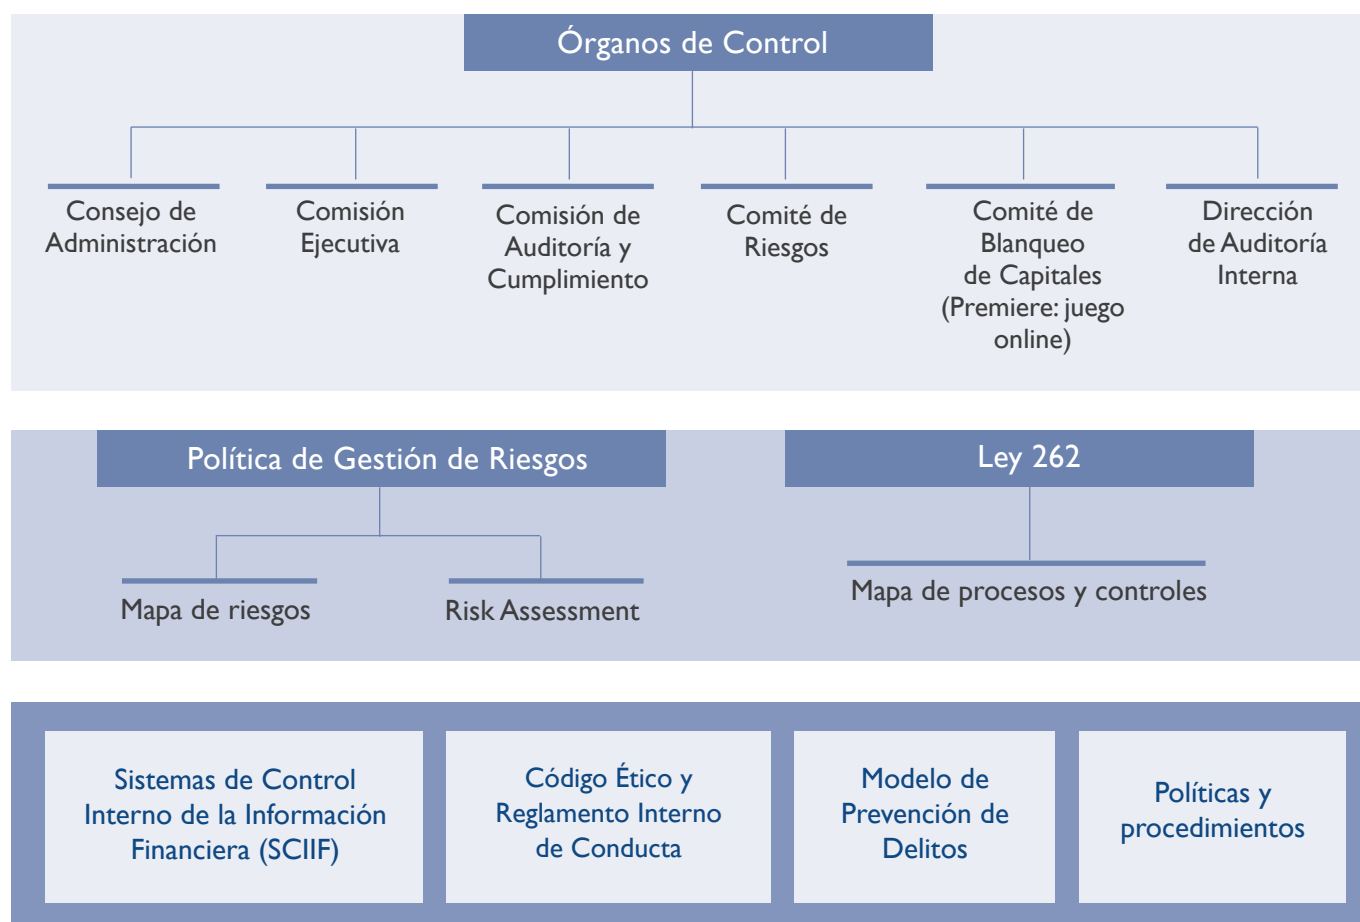 Órganos de Control
Consejo de
Administración
Comisión
Ejecutiva
Comisión de
Auditoría y
Cumplimiento
Comité de
Riesgos
Comité de
Blanqueo
de Capitales
(Premiere: juego
online)
Dirección
de Auditoría
Interna
Política de Gestión de Riesgos
Ley 262
Mapa de riesgos
Risk Assessment
Mapa de procesos y controles
Sistemas de Control
Interno de la Información
Financiera (SCIIF)
Código Ético y
Reglamento Interno
de Conducta
Modelo de
Prevención de
Delitos
Políticas y
procedimientos